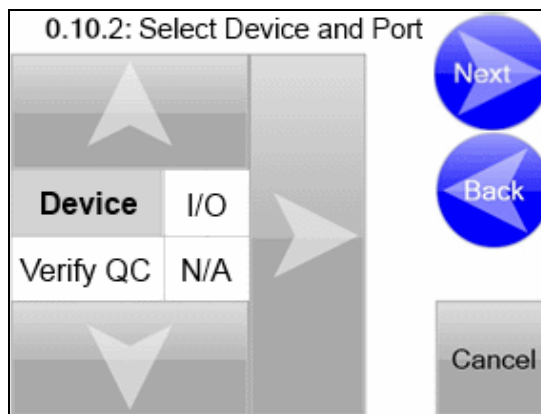 0.10.2: Select Device and Port
Next
Back
Device I/O
Verify QC N/A
Cancel